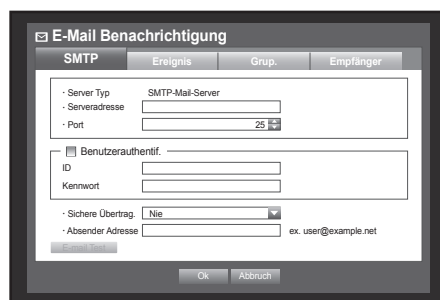 E-Mail Benachrichtigung
SMTP Ereignis Grup. Empfänger
· Server Typ SMTP-Mail-Server
· Serveradresse
· Port 25
Benutzerauthentif.
ID
Kennwort
· Sichere Übertrag. Nie
· Absender Adresse ex. user@example.net
E-mail Test
Ok Abbruch